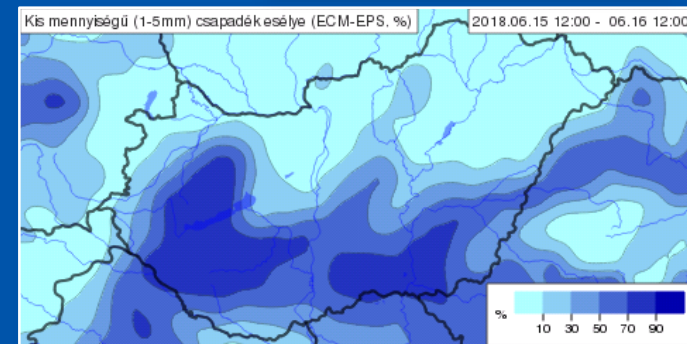 Kis mennyiségű (1-5mm) csapadék esélye (ECM-EPS, %)
2018.06.15 12:00 - 06.16 12:00
%
10 30 50 70 90